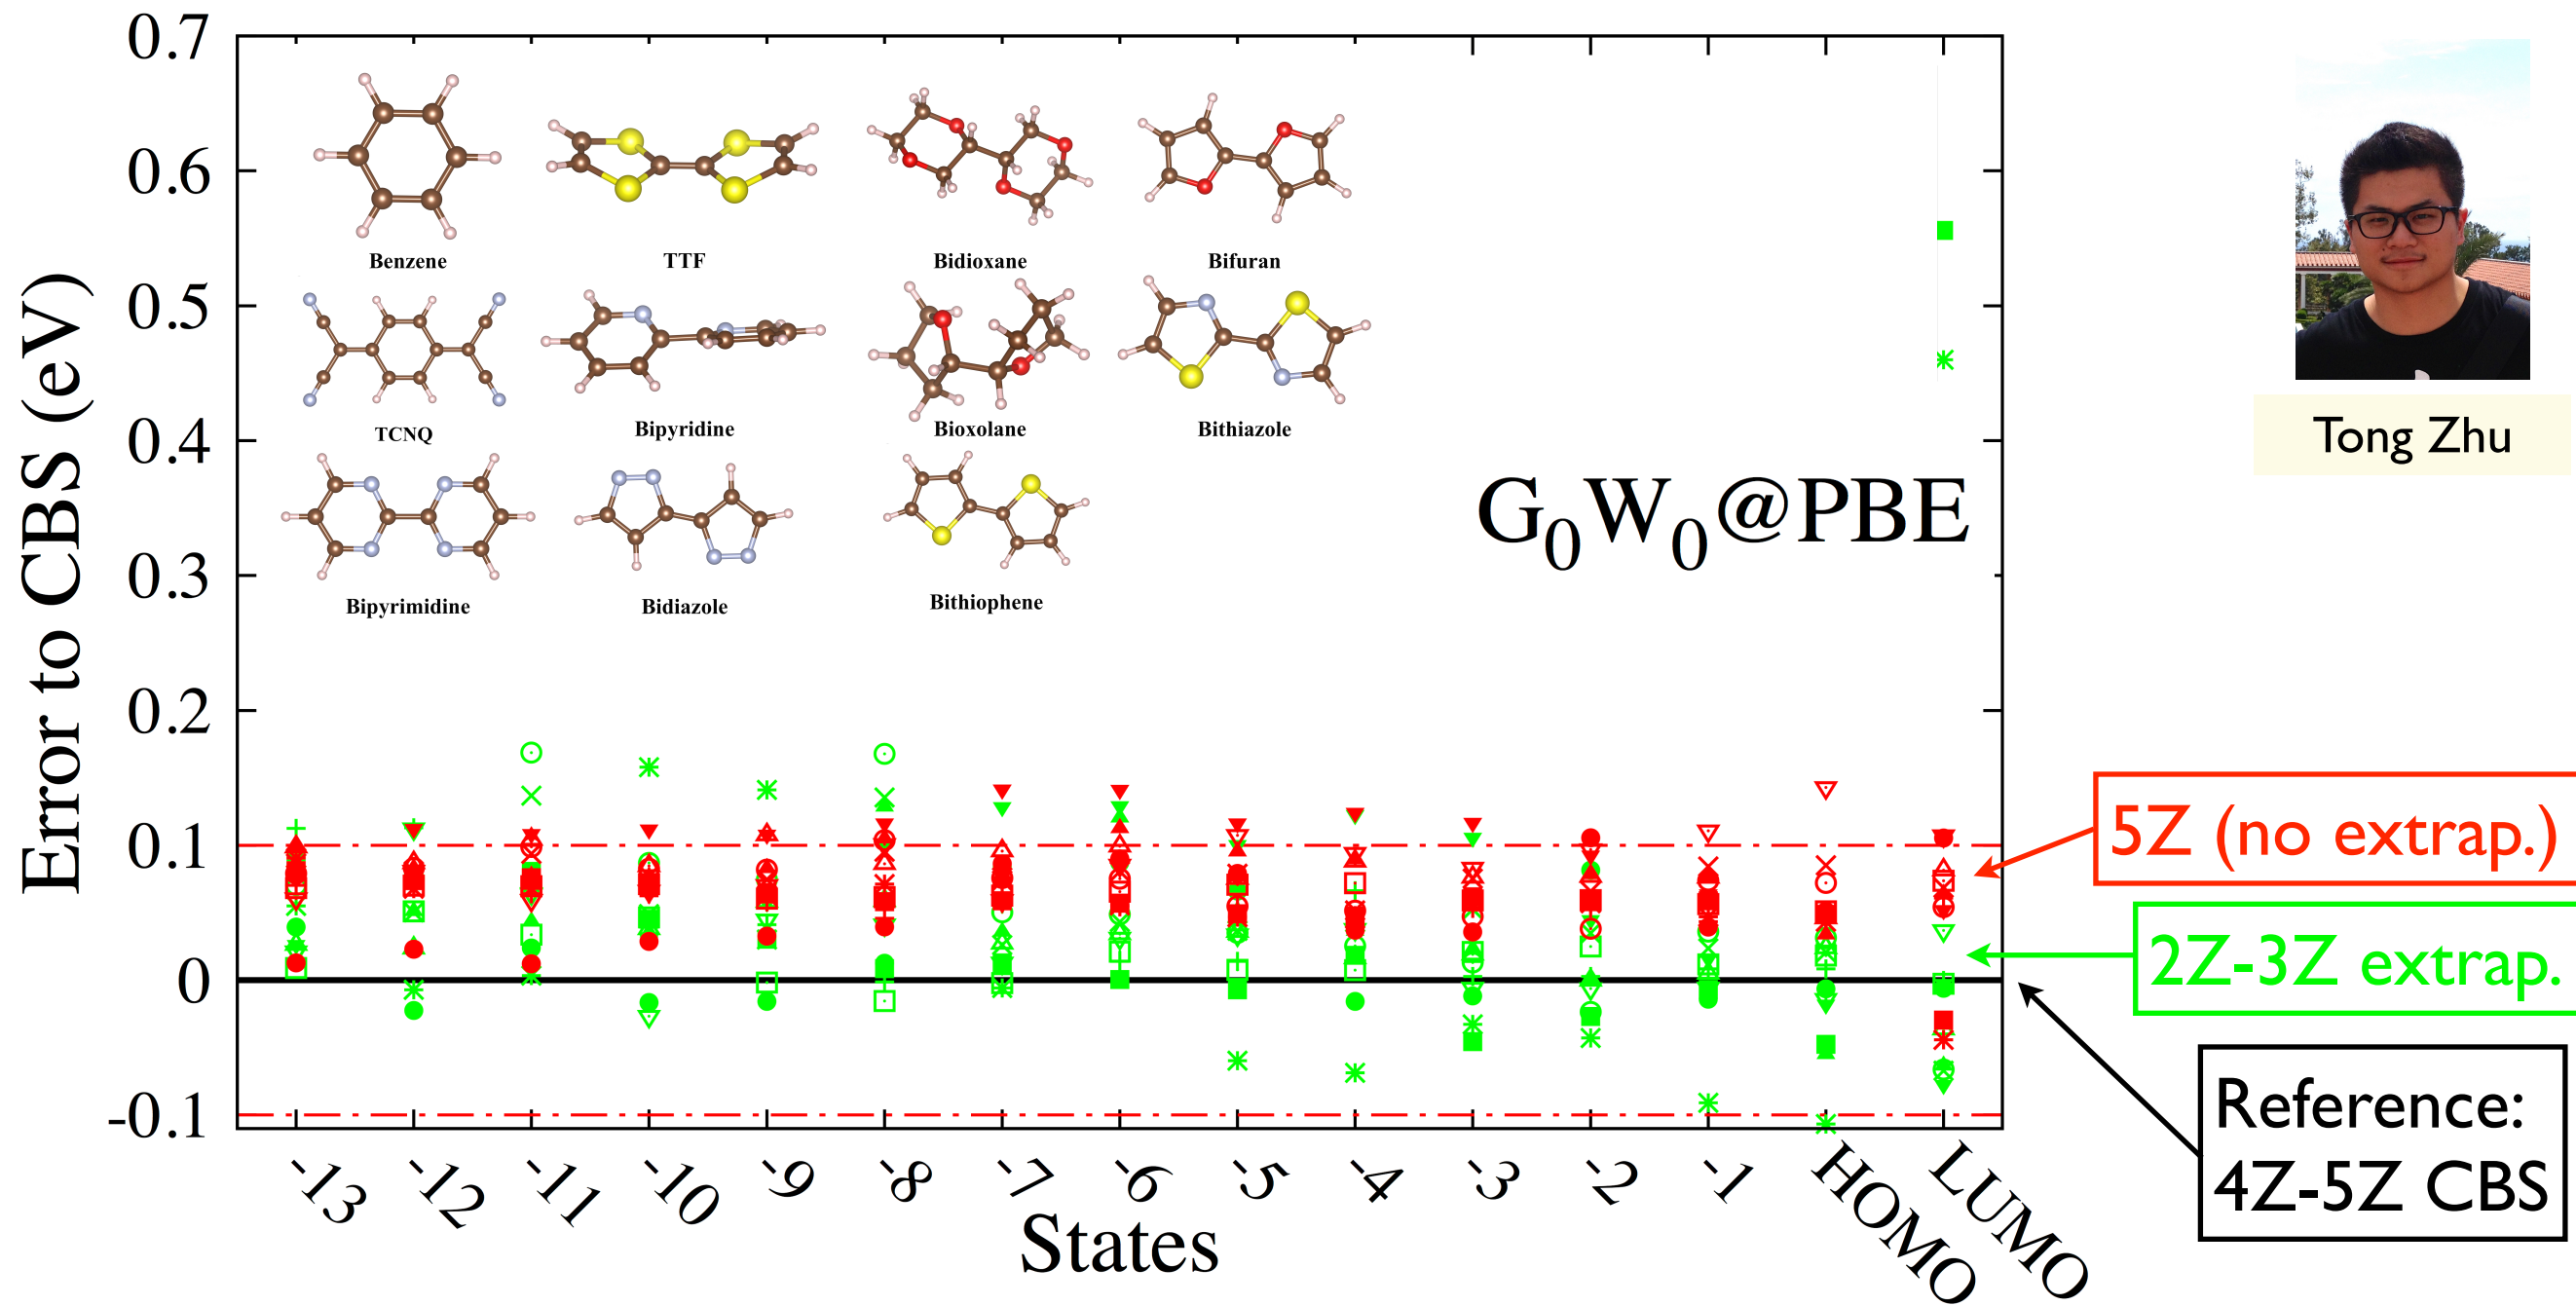 0.7
0.6
0.5
0.4
0.3
0.2
0.1
0
-0.1
Error to CBS (eV)
Benzene
TTF
Bidioxane
Bifuran
TCNQ
Bipyridine
Bioxolane
Bithiazole
Bipyrimidine
Bidiazole
Bithiophene
G₀W₀@PBE
Tong Zhu
5Z (no extrap.)
2Z-3Z extrap.
Reference:
4Z-5Z CBS
-13
-12
-11
-10
-9
-8
-7
-6
-5
-4
-3
-2
-1
HOMO
LUMO
States